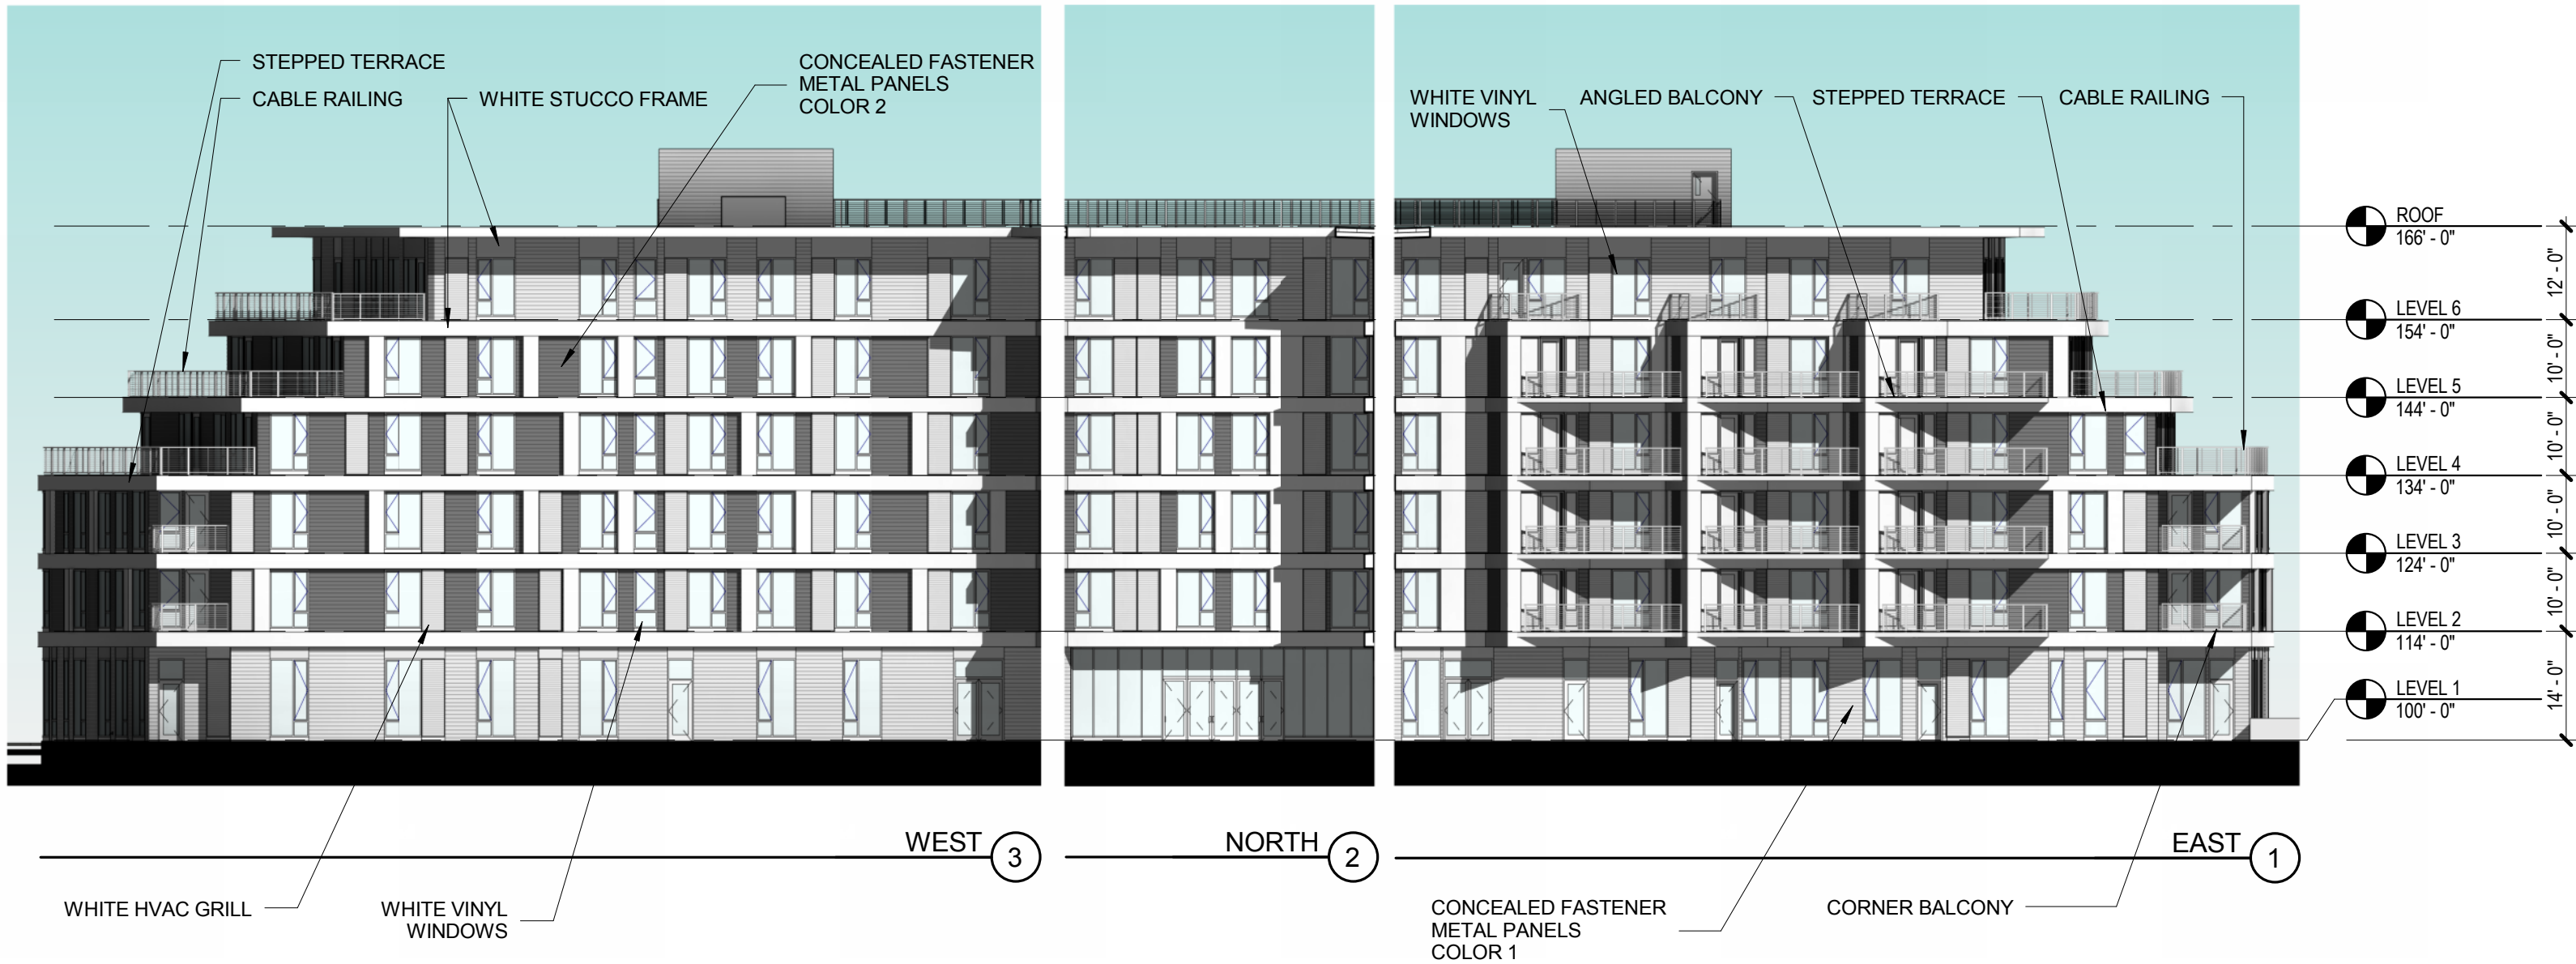 STEPPED TERRACE
CABLE RAILING
WHITE STUCCO FRAME
CONCEALED FASTENER
METAL PANELS
COLOR 2
WHITE VINYL
WINDOWS
ANGLED BALCONY
STEPPED TERRACE
CABLE RAILING
ROOF
166' - 0"
12' - 0"
LEVEL 6
154' - 0"
10' - 0"
LEVEL 5
144' - 0"
10' - 0"
LEVEL 4
134' - 0"
10' - 0"
LEVEL 3
124' - 0"
10' - 0"
LEVEL 2
114' - 0"
14' - 0"
LEVEL 1
100' - 0"
WEST 3
NORTH 2
EAST 1
WHITE HVAC GRILL
WHITE VINYL
WINDOWS
CONCEALED FASTENER
METAL PANELS
COLOR 1
CORNER BALCONY